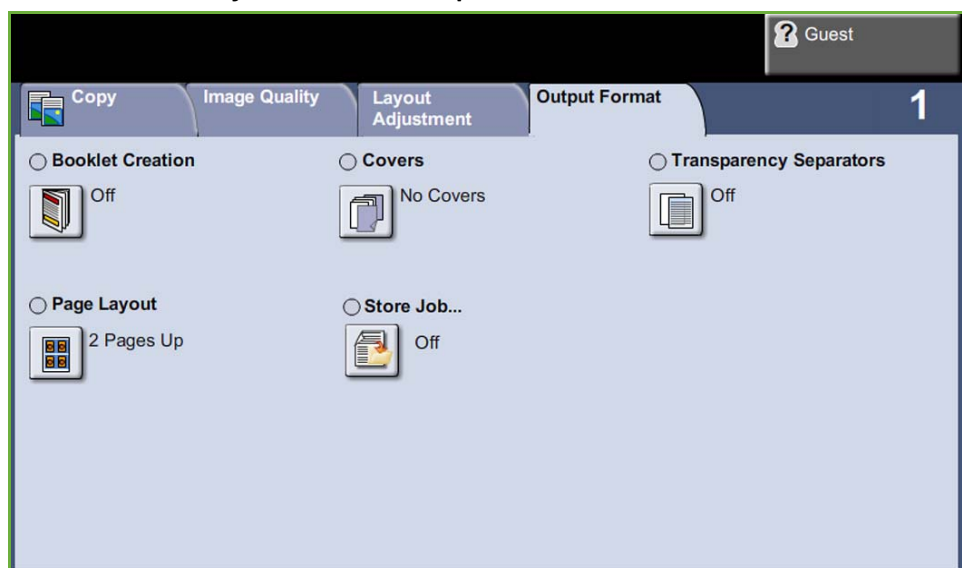 Guest
Copy
Image Quality
Layout
Adjustment
Output Format
1
Booklet Creation
Off
Covers
No Covers
Transparency Separators
Off
Page Layout
2 Pages Up
Store Job...
Off